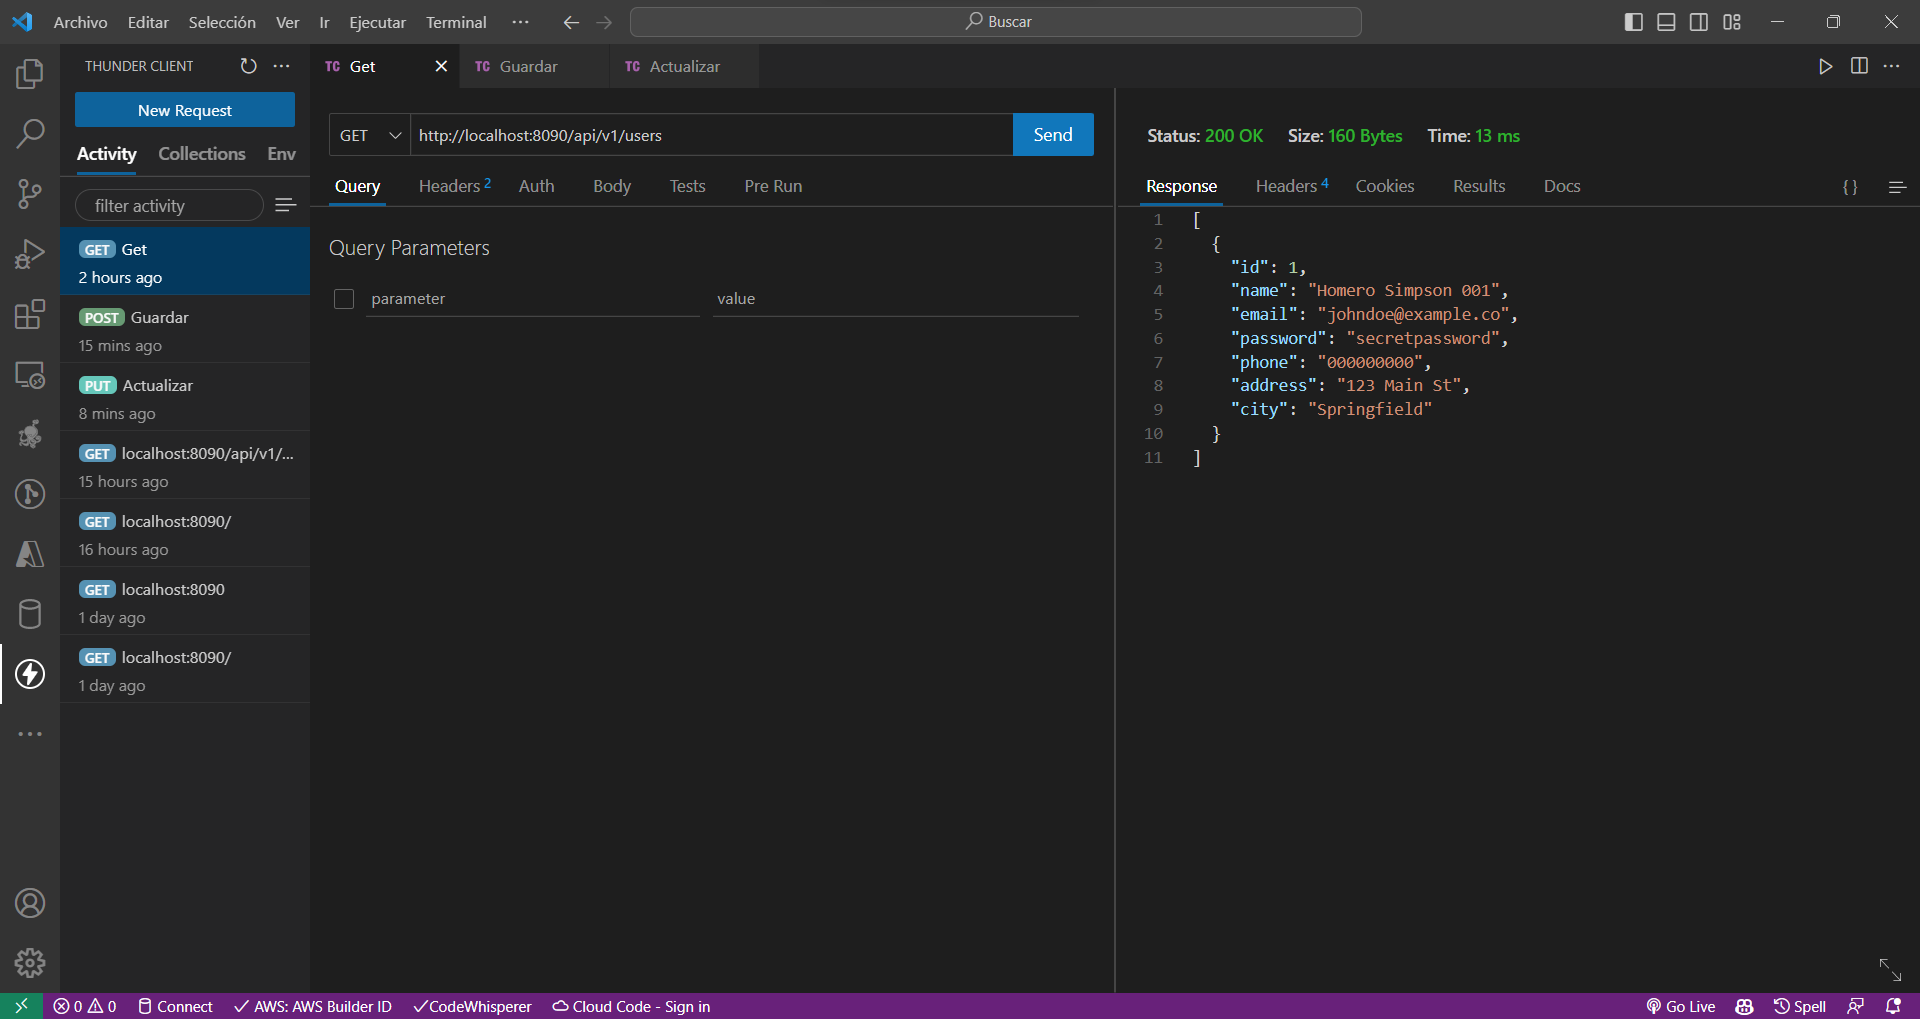 Archivo Editar Selección Ver Ir Ejecutar Terminal ··· Buscar
THUNDER CLIENT ···
New Request
Activity Collections Env
filter activity
GET Get
2 hours ago
POST Guardar
15 mins ago
PUT Actualizar
8 mins ago
GET localhost:8090/api/v1/...
15 hours ago
GET localhost:8090/
16 hours ago
GET localhost:8090
1 day ago
GET localhost:8090/
1 day ago
TC Get TC Guardar TC Actualizar
GET http://localhost:8090/api/v1/users Send
Query Headers 2 Auth Body Tests Pre Run
Query Parameters
parameter value
Status: 200 OK Size: 160 Bytes Time: 13 ms
Response Headers 4 Cookies Results Docs { }
1 [
2 {
3 "id": 1,
4 "name": "Homero Simpson 001",
5 "email": "johndoe@example.co",
6 "password": "secretpassword",
7 "phone": "000000000",
8 "address": "123 Main St",
9 "city": "Springfield"
10 }
11 ]
0 0 Connect AWS: AWS Builder ID CodeWhisperer Cloud Code - Sign in Go Live Spell